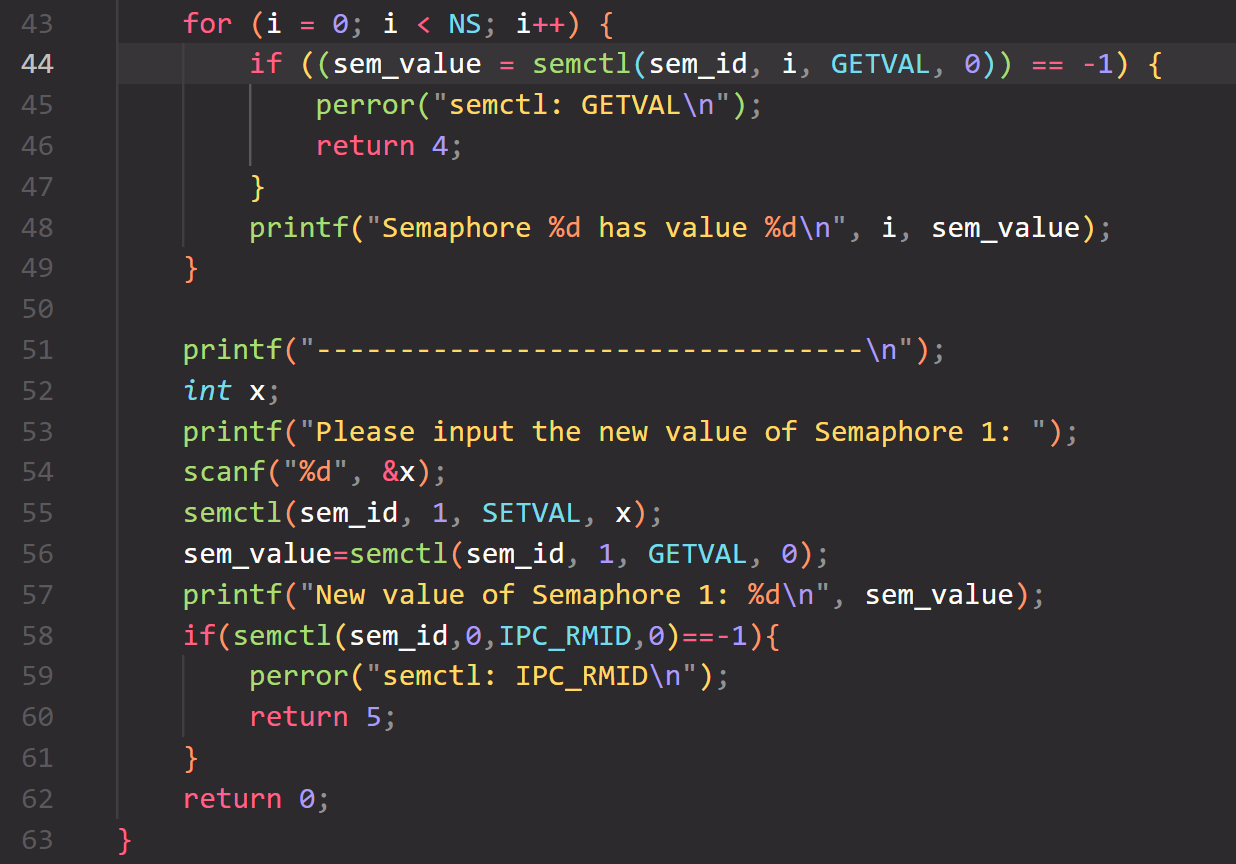 43 for (i = 0; i < NS; i++) {
44 if ((sem_value = semctl(sem_id, i, GETVAL, 0)) == -1) {
45 perror("semctl: GETVAL\n");
46 return 4;
47 }
48 printf("Semaphore %d has value %d\n", i, sem_value);
49 }
50
51 printf("---------------------------------\n");
52 int x;
53 printf("Please input the new value of Semaphore 1: ");
54 scanf("%d", &x);
55 semctl(sem_id, 1, SETVAL, x);
56 sem_value=semctl(sem_id, 1, GETVAL, 0);
57 printf("New value of Semaphore 1: %d\n", sem_value);
58 if(semctl(sem_id,0,IPC_RMID,0)==-1){
59 perror("semctl: IPC_RMID\n");
60 return 5;
61 }
62 return 0;
63 }